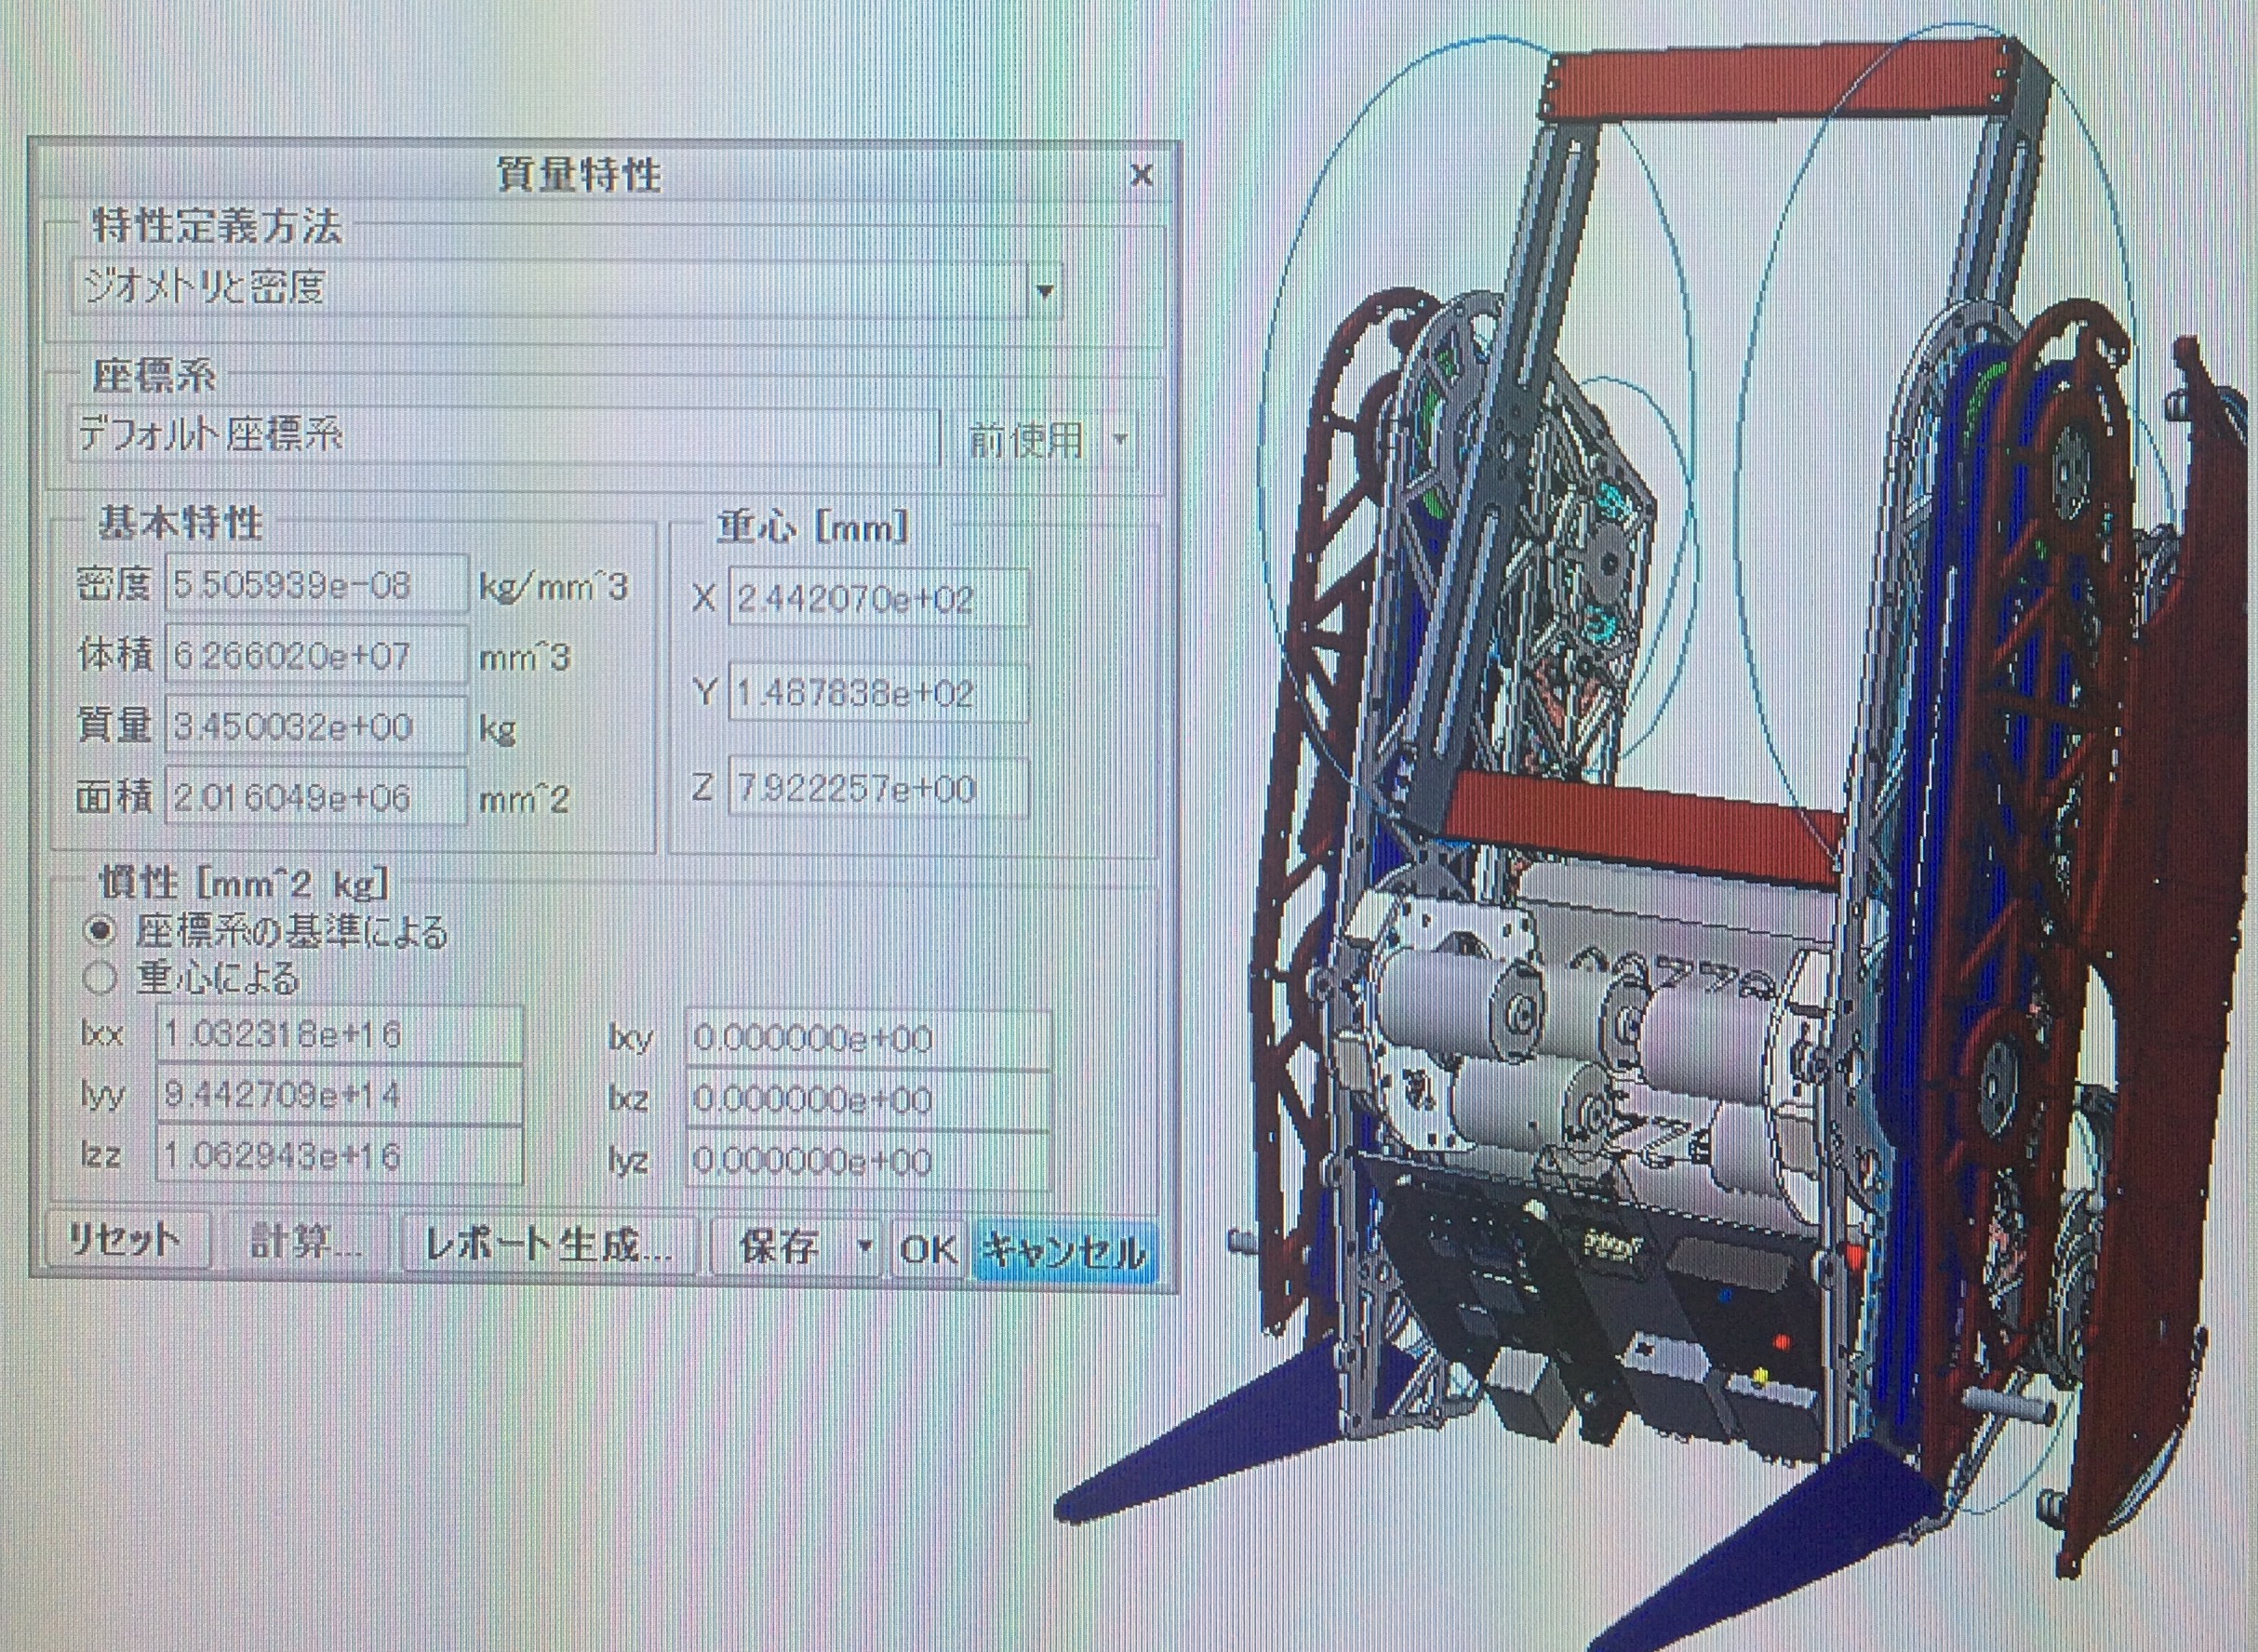 質量特性
特性定義方法
ジオメトリと密度
座標系
デフォルト座標系 前使用
基本特性
密度 5.505939e-08 kg/mm^3
体積 6.266020e+07 mm^3
質量 3.450032e+00 kg
面積 2.016049e+06 mm^2
重心 [mm]
X 2.442070e+02
Y 1.487838e+02
Z 7.922257e+00
慣性 [mm^2 kg]
座標系の基準による
重心による
Ixx 1.032318e+16 Ixy 0.000000e+00
Iyy 9.442709e+14 Ixz 0.000000e+00
Izz 1.062943e+16 Iyz 0.000000e+00
リセット 計算... レポート生成... 保存 OK キャンセル